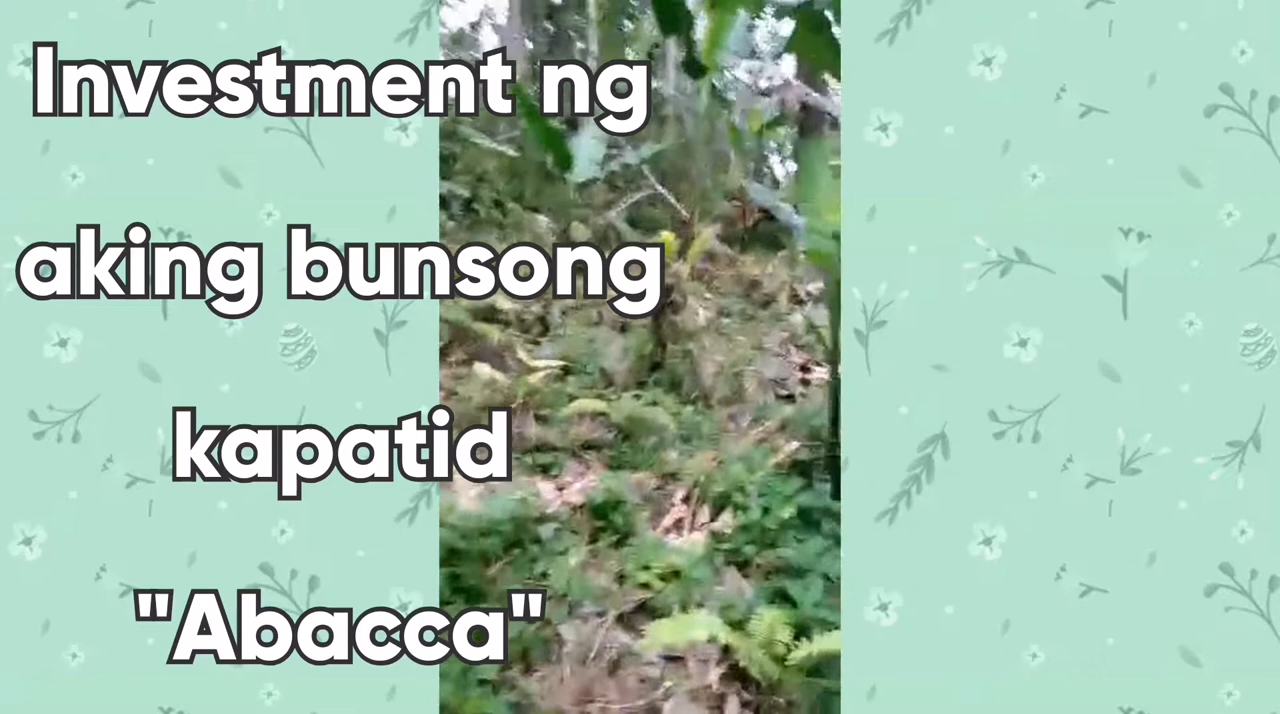 Investment ng
aking bunsong
kapatid
"Abacca"